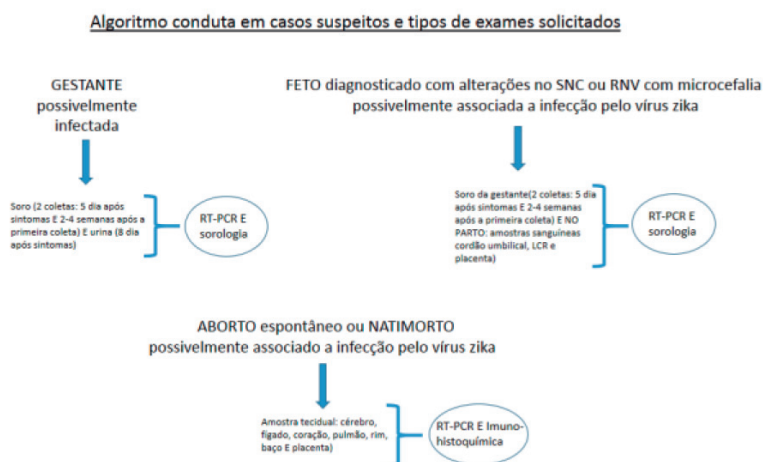 Algoritmo conduta em casos suspeitos e tipos de exames solicitados
GESTANTE
possivelmente
infectada
Soro (2 coletas: 5 dia após
sintomas E 2-4 semanas após a
primeira coleta) E urina (8 dia
após sintomas)
RT-PCR E
sorologia
FETO diagnosticado com alterações no SNC ou RNV com microcefalia
possivelmente associada a infecção pelo vírus zika
Soro da gestante(2 coletas: 5 dia
após sintomas E 2-4 semanas
após a primeira coleta) E NO
PARTO: amostras sanguíneas
cordão umbilical, LCR e
placenta)
RT-PCR E
sorologia
ABORTO espontâneo ou NATIMORTO
possivelmente associado a infecção pelo vírus zika
Amostra tecidual: cérebro,
fígado, coração, pulmão, rim,
baço E placenta)
RT-PCR E Imuno-
histoquímica